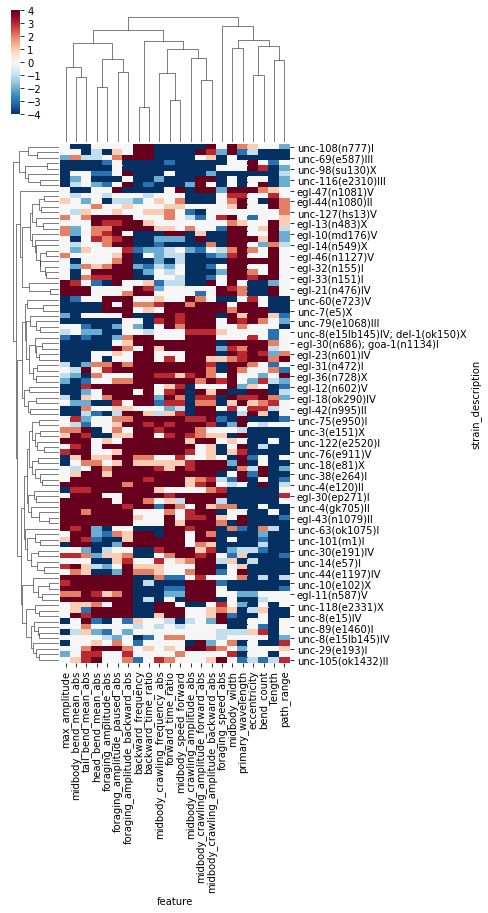 4
3
2
1
0
−1
−2
−3
−4
unc-108(n777)I
unc-69(e587)III
unc-98(su130)X
unc-116(e2310)III
egl-47(n1081)V
egl-44(n1080)II
unc-127(hs13)V
egl-13(n483)X
egl-10(md176)V
egl-14(n549)X
egl-46(n1127)V
egl-32(n155)I
egl-33(n151)I
egl-21(n476)IV
unc-60(e723)V
unc-7(e5)X
unc-79(e1068)III
unc-8(e15lb145)IV; del-1(ok150)X
egl-30(n686); goa-1(n1134)I
egl-23(n601)IV
egl-31(n472)I
egl-36(n728)X
egl-12(n602)V
egl-18(ok290)IV
egl-42(n995)II
unc-75(e950)I
unc-3(e151)X
unc-122(e2520)I
unc-76(e911)V
unc-18(e81)X
unc-38(e264)I
unc-4(e120)II
egl-30(ep271)I
unc-4(gk705)II
egl-43(n1079)II
unc-63(ok1075)I
unc-101(m1)I
unc-30(e191)IV
unc-14(e57)I
unc-44(e1197)IV
unc-10(e102)X
egl-11(n587)V
unc-118(e2331)X
unc-8(e15)IV
unc-89(e1460)I
unc-8(e15lb145)IV
unc-29(e193)I
unc-105(ok1432)II
strain_description
max_amplitude
midbody_bend_mean_abs
tail_bend_mean_abs
head_bend_mean_abs
foraging_amplitude_abs
foraging_amplitude_paused_abs
foraging_amplitude_backward_abs
backward_frequency
backward_time_ratio
midbody_crawling_frequency_abs
forward_time_ratio
midbody_speed_forward
midbody_crawling_amplitude_abs
midbody_crawling_amplitude_forward_abs
midbody_crawling_amplitude_backward_abs
foraging_speed_abs
midbody_width
primary_wavelength
eccentricity
bend_count
Length
path_range
feature